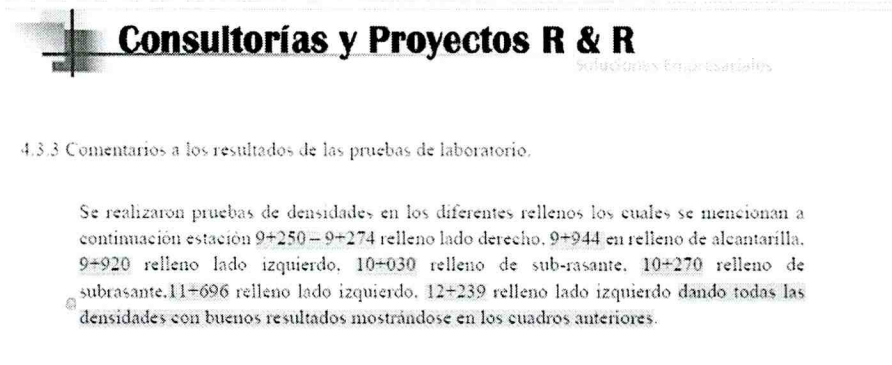 Consultorías y Proyectos R & R
Soluciones Empresariales
4.3.3 Comentarios a los resultados de las pruebas de laboratorio.
Se realizaron pruebas de densidades en los diferentes rellenos los cuales se mencionan a
continuación estación 9+250 – 9+274 relleno lado derecho. 9+944 en relleno de alcantarilla.
9+920 relleno lado izquierdo. 10+030 relleno de sub-rasante. 10+270 relleno de
subrasante.11+696 relleno lado izquierdo. 12+239 relleno lado izquierdo dando todas las
densidades con buenos resultados mostrándose en los cuadros anteriores.